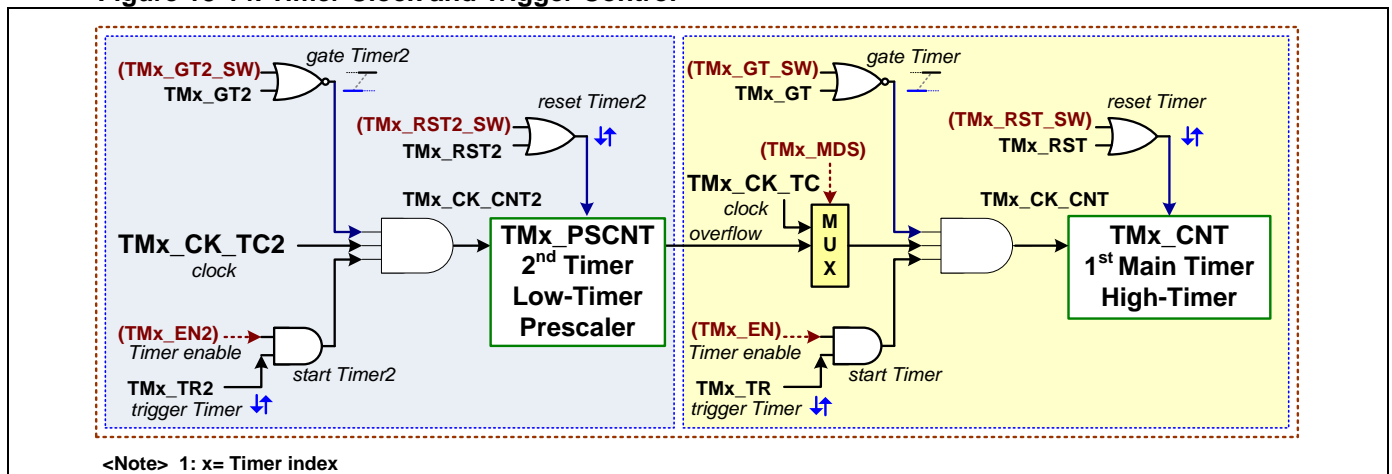 Figure Timer Clock and Trigger Control
(TMx_GT2_SW)
TMx_GT2
gate Timer2
reset Timer2
(TMx_RST2_SW)
TMx_RST2
TMx_CK_CNT2
TMx_CK_TC2
clock
TMx_PSCNT
2nd Timer
Low-Timer
Prescaler
(TMx_EN2)
Timer enable
TMx_TR2
trigger Timer
start Timer2
(TMx_GT_SW)
TMx_GT
gate Timer
reset Timer
(TMx_RST_SW)
TMx_RST
(TMx_MDS)
TMx_CK_TC
clock
overflow
M
U
X
TMx_CK_CNT
TMx_CNT
1st Main Timer
High-Timer
(TMx_EN)
Timer enable
TMx_TR
trigger Timer
start Timer
<Note> 1: x= Timer index